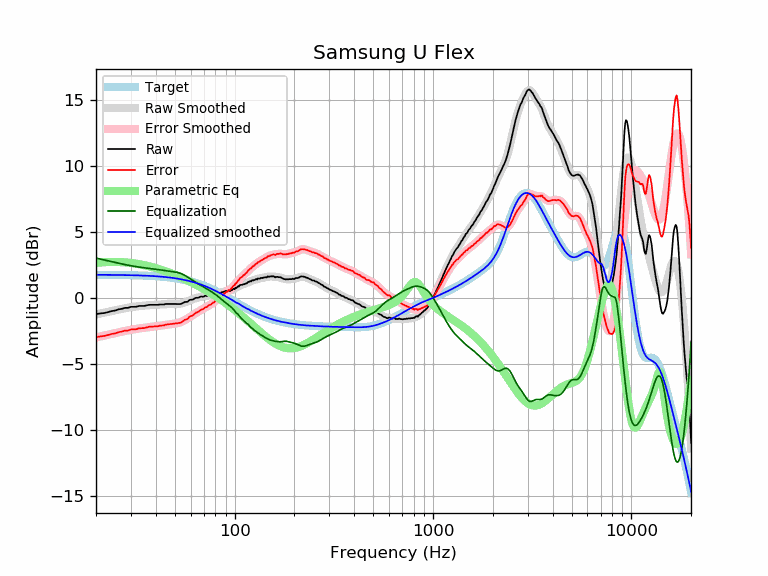 Samsung U Flex
Target
Raw Smoothed
Error Smoothed
Raw
Error
Parametric Eq
Equalization
Equalized smoothed
Amplitude (dBr)
15
10
5
0
−5
−10
−15
100
1000
10000
Frequency (Hz)